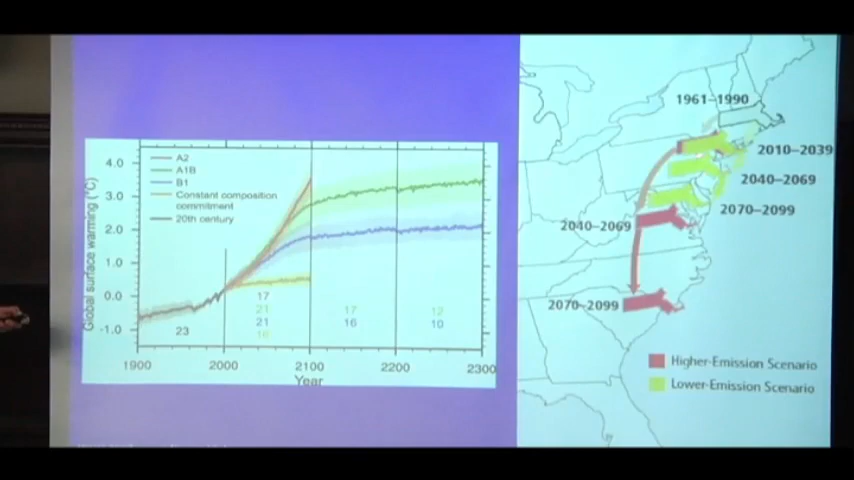 4.0
3.0
2.0
1.0
0.0
-1.0
Global surface warming (°C)
A2
A1B
B1
Constant composition
commitment
20th century
17
21
21
16
23
17
16
12
10
1900
2000
2100
2200
2300
Year
1961–1990
2010–2039
2040–2069
2070–2099
2040–2069
2070–2099
Higher-Emission Scenario
Lower-Emission Scenario